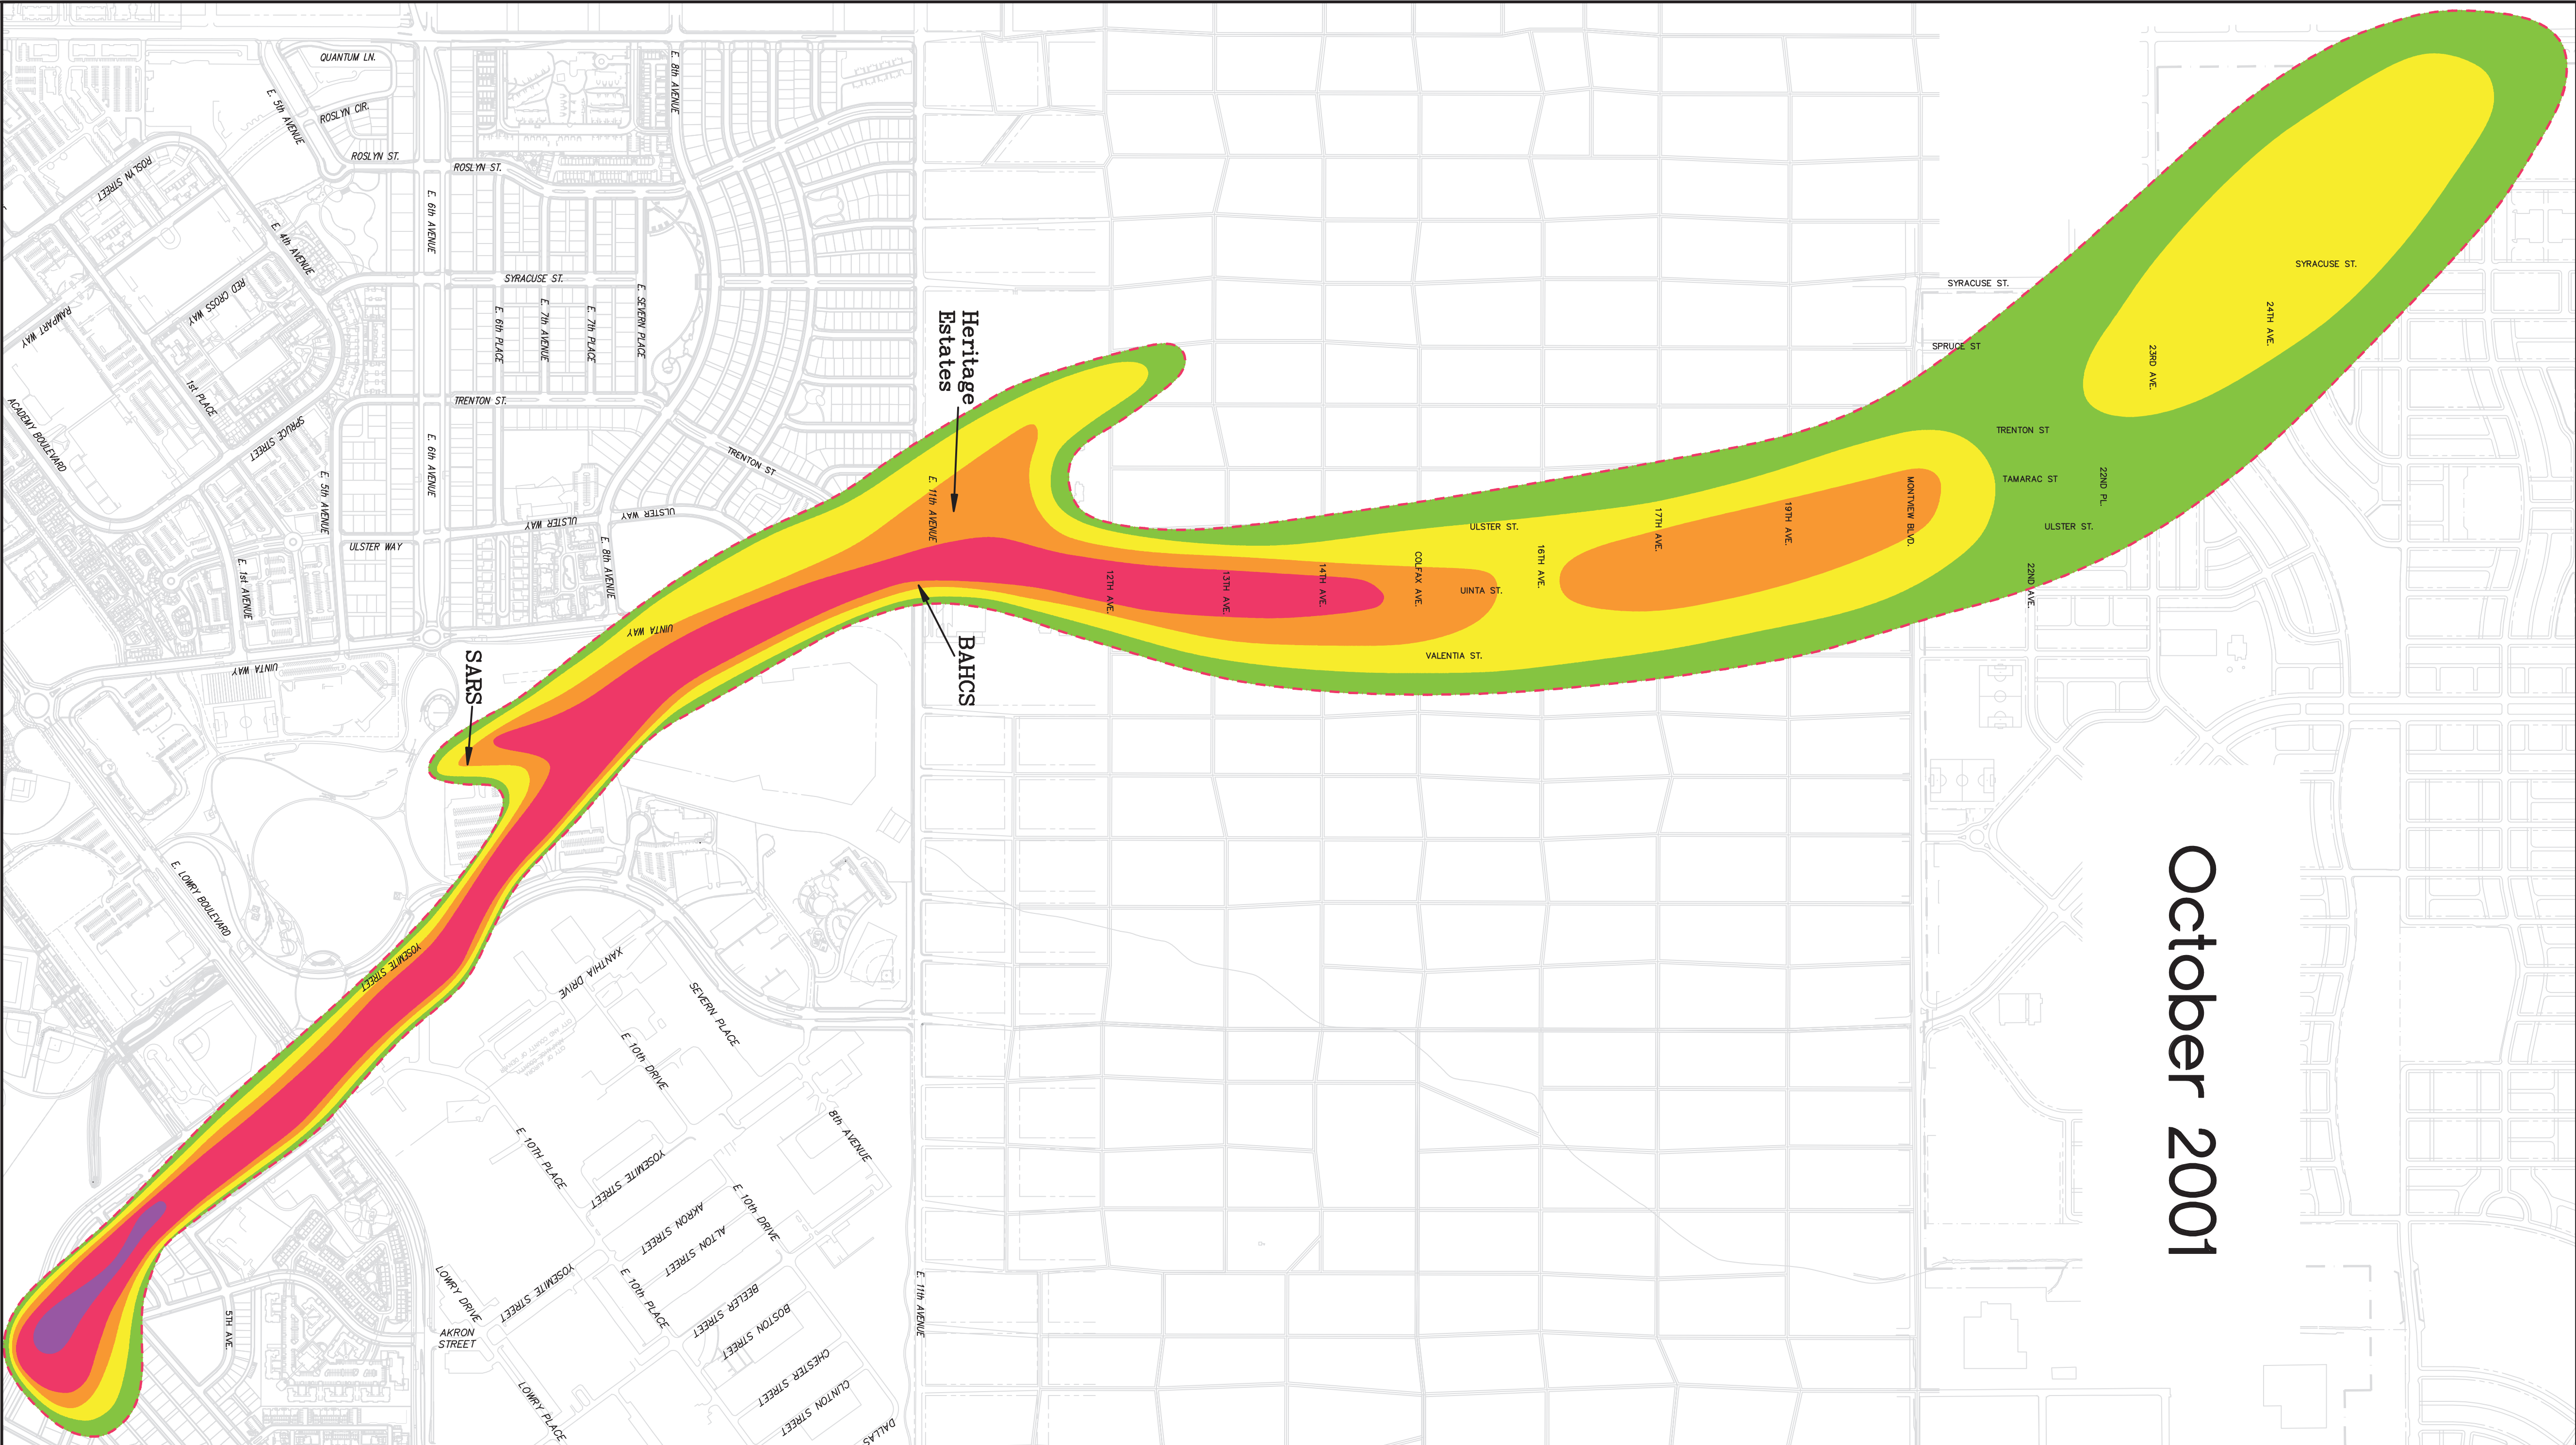 QUANTUM LN.
E. 5th AVENUE
ROSLYN CIR.
ROSLYN ST.
ROSLYN ST.
E. 8th AVENUE
ROSLYN STREET
E. 6th AVENUE
E. 4th AVENUE
RED CROSS WAY
RAMPART WAY
SYRACUSE ST.
E. 6th PLACE
E. 7th AVENUE
E. 7th PLACE
E. SEVERN PLACE
1st PLACE
ACADEMY BOULEVARD
SPRUCE STREET
TRENTON ST.
E. 6th AVENUE
E. 5th AVENUE
TRENTON ST
ULSTER WAY
ULSTER WAY
ULSTER WAY
E. 1st AVENUE
E. 8th AVENUE
UINTA WAY
UINTA WAY
Heritage
Estates
E. 11th AVENUE
BAHCS
SARS
12TH AVE.
13TH AVE.
14TH AVE.
COLFAX AVE.
UINTA ST.
ULSTER ST.
VALENTIA ST.
16TH AVE.
17TH AVE.
19TH AVE.
MONTVIEW BLVD.
SYRACUSE ST.
SPRUCE ST
TRENTON ST
TAMARAC ST
ULSTER ST.
22ND AVE.
22ND PL.
23RD AVE.
24TH AVE.
SYRACUSE ST.
October 2001
E. LOWRY BOULEVARD
YOSEMITE STREET
XANTHIA DRIVE
SEVERN PLACE
CITY AND COUNTY OF DENVER
E. 10th DRIVE
8th AVENUE
E. 10TH PLACE
YOSEMITE STREET
AKRON STREET
ALTON STREET
E. 10th DRIVE
E. 10th PLACE
BEELER STREET
BOSTON STREET
CHESTER STREET
CLINTON STREET
DALLAS
YOSEMITE STREET
LOWRY DRIVE
AKRON
STREET
LOWRY PLACE
5TH AVE.
E. 11th AVENUE